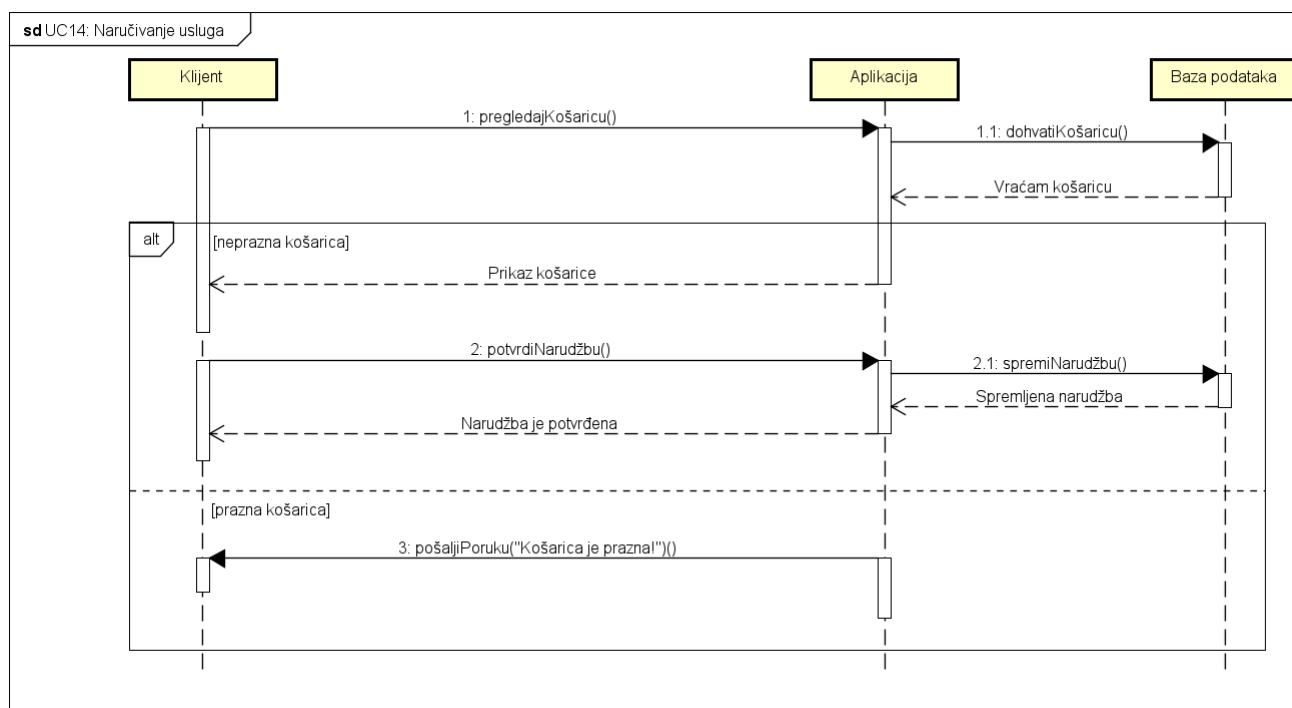 sd UC14: Naručivanje usluga
Klijent
Aplikacija
Baza podataka
1: pregledajKošaricu()
1.1: dohvatiKošaricu()
Vraćam košaricu
alt
[neprazna košarica]
Prikaz košarice
2: potvrdiNarudžbu()
2.1: spremiNarudžbu()
Spremljena narudžba
Narudžba je potvrđena
[prazna košarica]
3: pošaljiPoruku("Košarica je prazna!")()